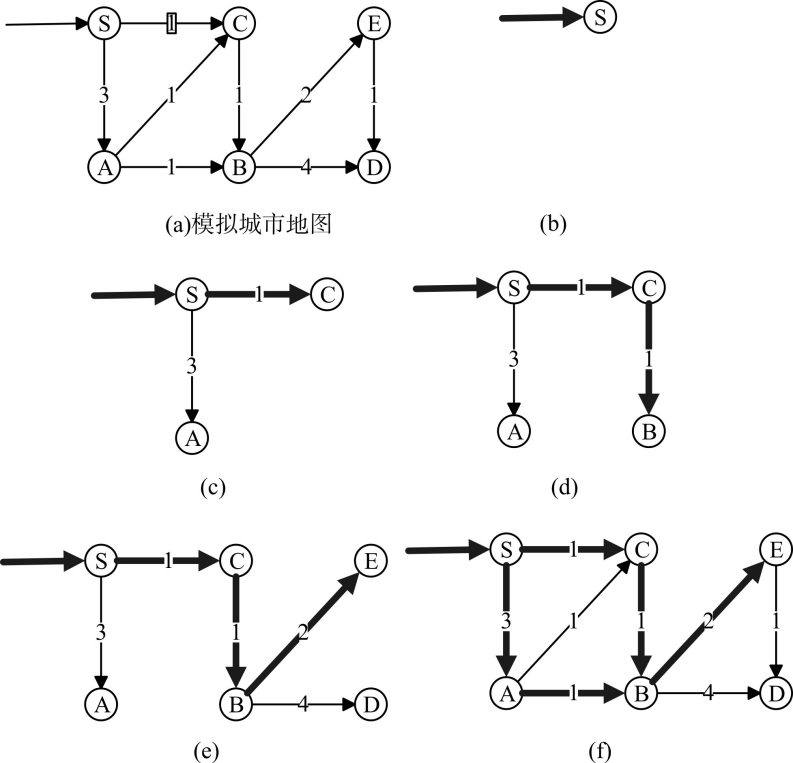 S 1 C E
3 1 1 2 1
A 1 B 4 D
(a)模拟城市地图
S
(b)
S 1 C
3
A
(c)
S 1 C
3 1
A B
(d)
S 1 C E
3 1 2
A B 4 D
(e)
S 1 C E
3 1 1 2 1
A 1 B 4 D
(f)